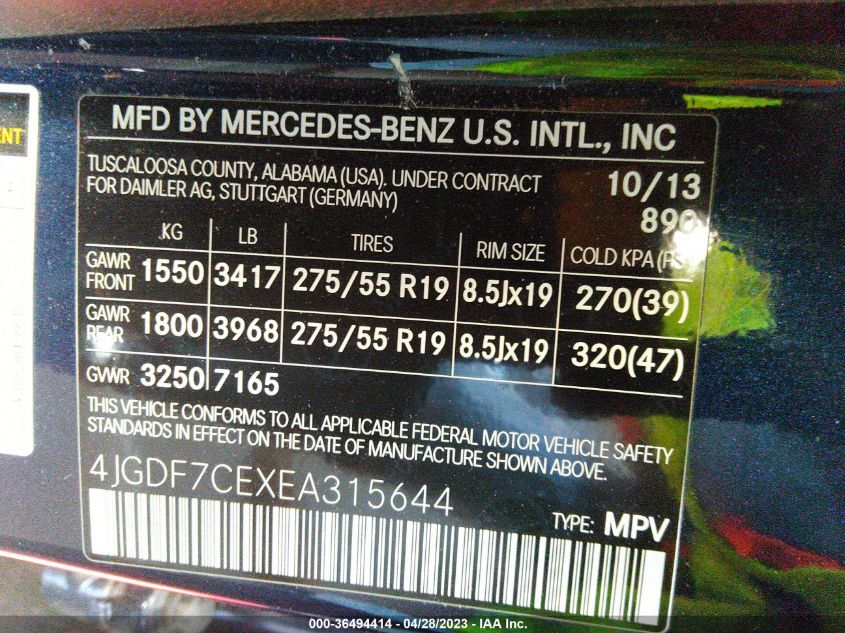 ENT
MFD BY MERCEDES-BENZ U.S. INTL., INC
TUSCALOOSA COUNTY, ALABAMA (USA). UNDER CONTRACT
FOR DAIMLER AG, STUTTGART (GERMANY)
10/13
890
KG LB TIRES RIM SIZE COLD KPA
GAWR FRONT 1550 3417 275/55 R19 8.5Jx19 270(39)
GAWR REAR 1800 3968 275/55 R19 8.5Jx19 320(47)
GVWR 3250 7165
THIS VEHICLE CONFORMS TO ALL APPLICABLE FEDERAL MOTOR VEHICLE SAFETY
STANDARDS IN EFFECT ON THE DATE OF MANUFACTURE SHOWN ABOVE.
4JGDF7CEXEA315644
TYPE: MPV
000-36494414 - 04/28/2023 - IAA Inc.